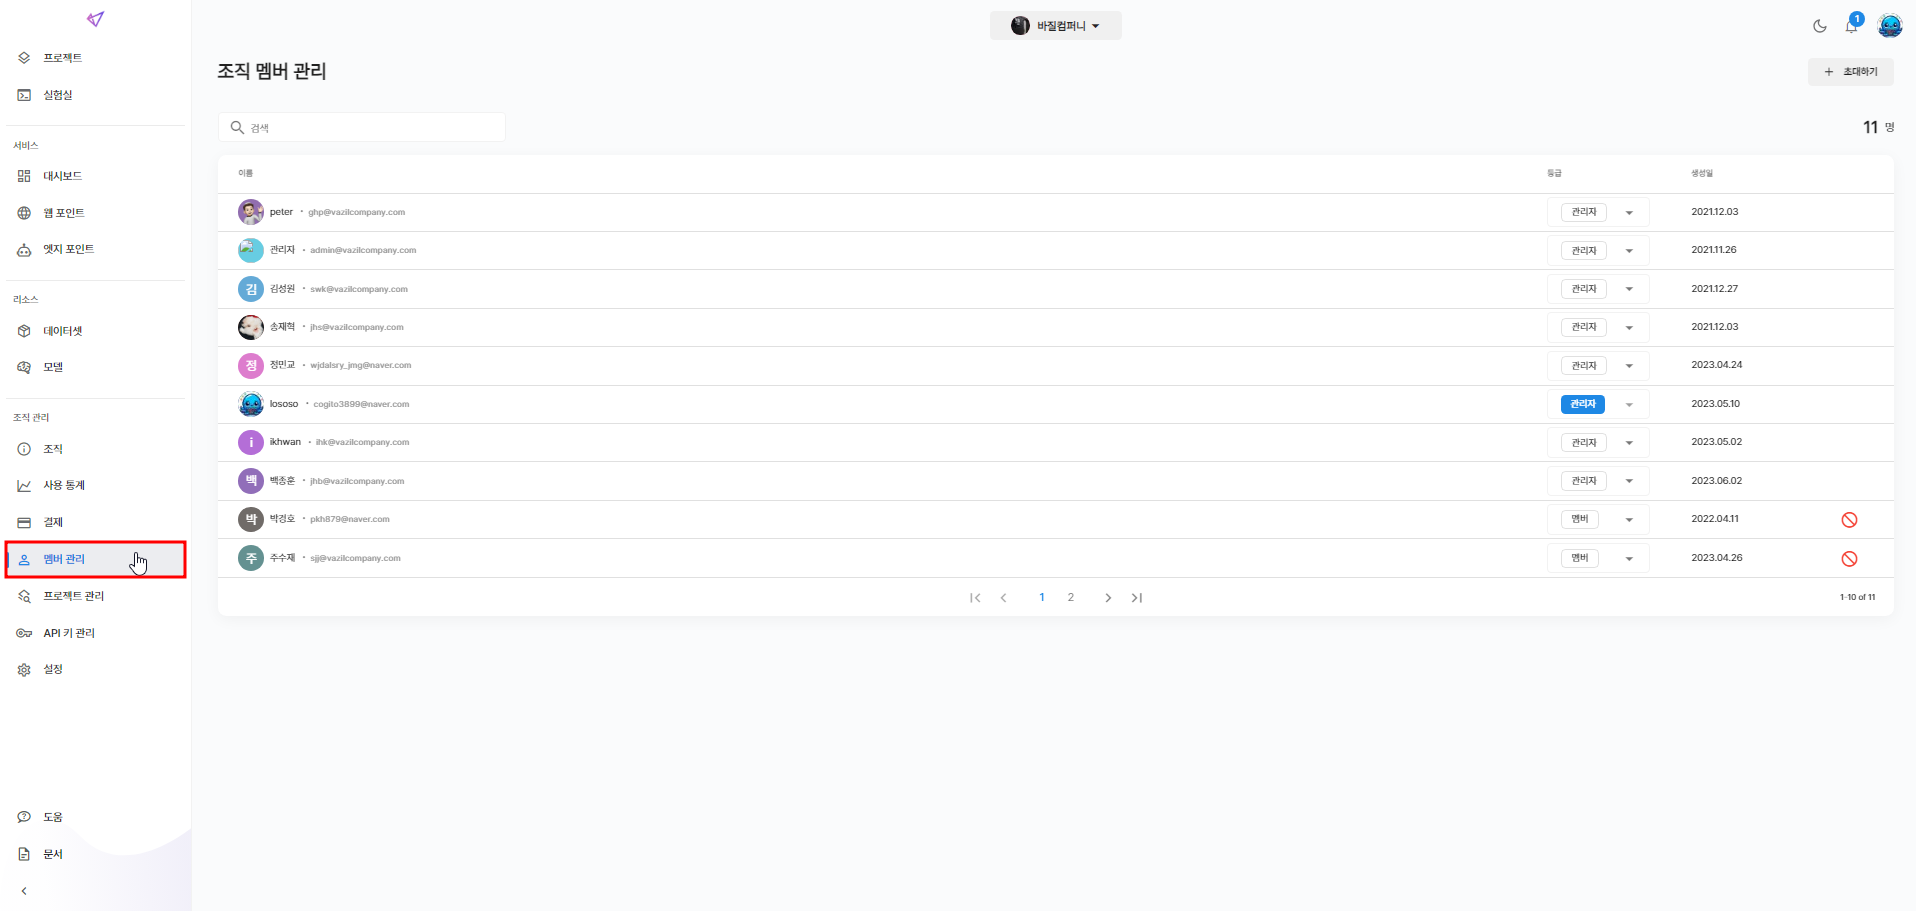 프로젝트
실험실
서비스
대시보드
웹 포인트
엣지 포인트
리소스
데이터셋
모델
조직 관리
조직
사용 통계
결제
멤버 관리
프로젝트 관리
API 키 관리
설정
도움
문서
바질컴퍼니
1
조직 멤버 관리
+ 초대하기
검색
11 명
이름 등급 생성일
peter • ghp@vazilcompany.com 관리자 2021.12.03
관리자 • admin@vazilcompany.com 관리자 2021.11.26
김 김성원 • swk@vazilcompany.com 관리자 2021.12.27
송재혁 • jhs@vazilcompany.com 관리자 2021.12.03
정 정민교 • wjdalsry_jmg@naver.com 관리자 2023.04.24
lososo • cogito3899@naver.com 관리자 2023.05.10
i ikhwan • ihk@vazilcompany.com 관리자 2023.05.02
백 백종훈 • jhb@vazilcompany.com 관리자 2023.06.02
박 박경호 • pkh879@naver.com 멤버 2022.04.11
주 주수재 • sjj@vazilcompany.com 멤버 2023.04.26
1 2
1-10 of 11